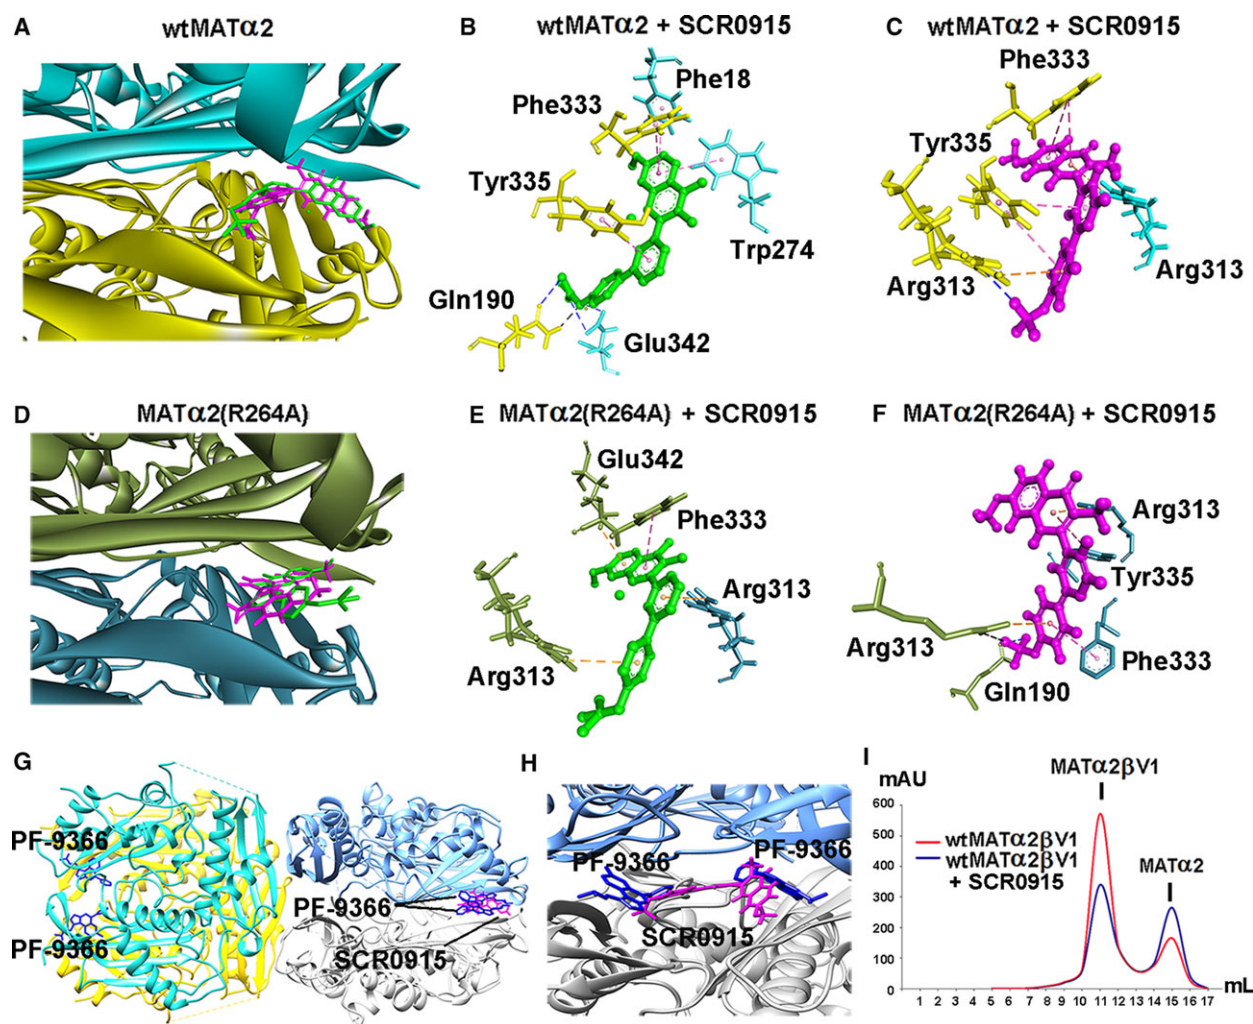 A
wtMATα2
B
wtMATα2 + SCR0915
Phe18
Phe333
Tyr335
Trp274
Gln190
Glu342
C
wtMATα2 + SCR0915
Phe333
Tyr335
Arg313
Arg313
D
MATα2(R264A)
E
MATα2(R264A) + SCR0915
Glu342
Phe333
Arg313
Arg313
F
MATα2(R264A) + SCR0915
Arg313
Tyr335
Arg313
Phe333
Gln190
G
PF-9366
PF-9366
PF-9366
SCR0915
H
PF-9366
PF-9366
SCR0915
I
mAU
MATα2βV1
600
500
400
300
200
100
0
wtMATα2βV1
wtMATα2βV1
+ SCR0915
MATα2
1 2 3 4 5 6 7 8 9 10 11 12 13 14 15 16 17 mL